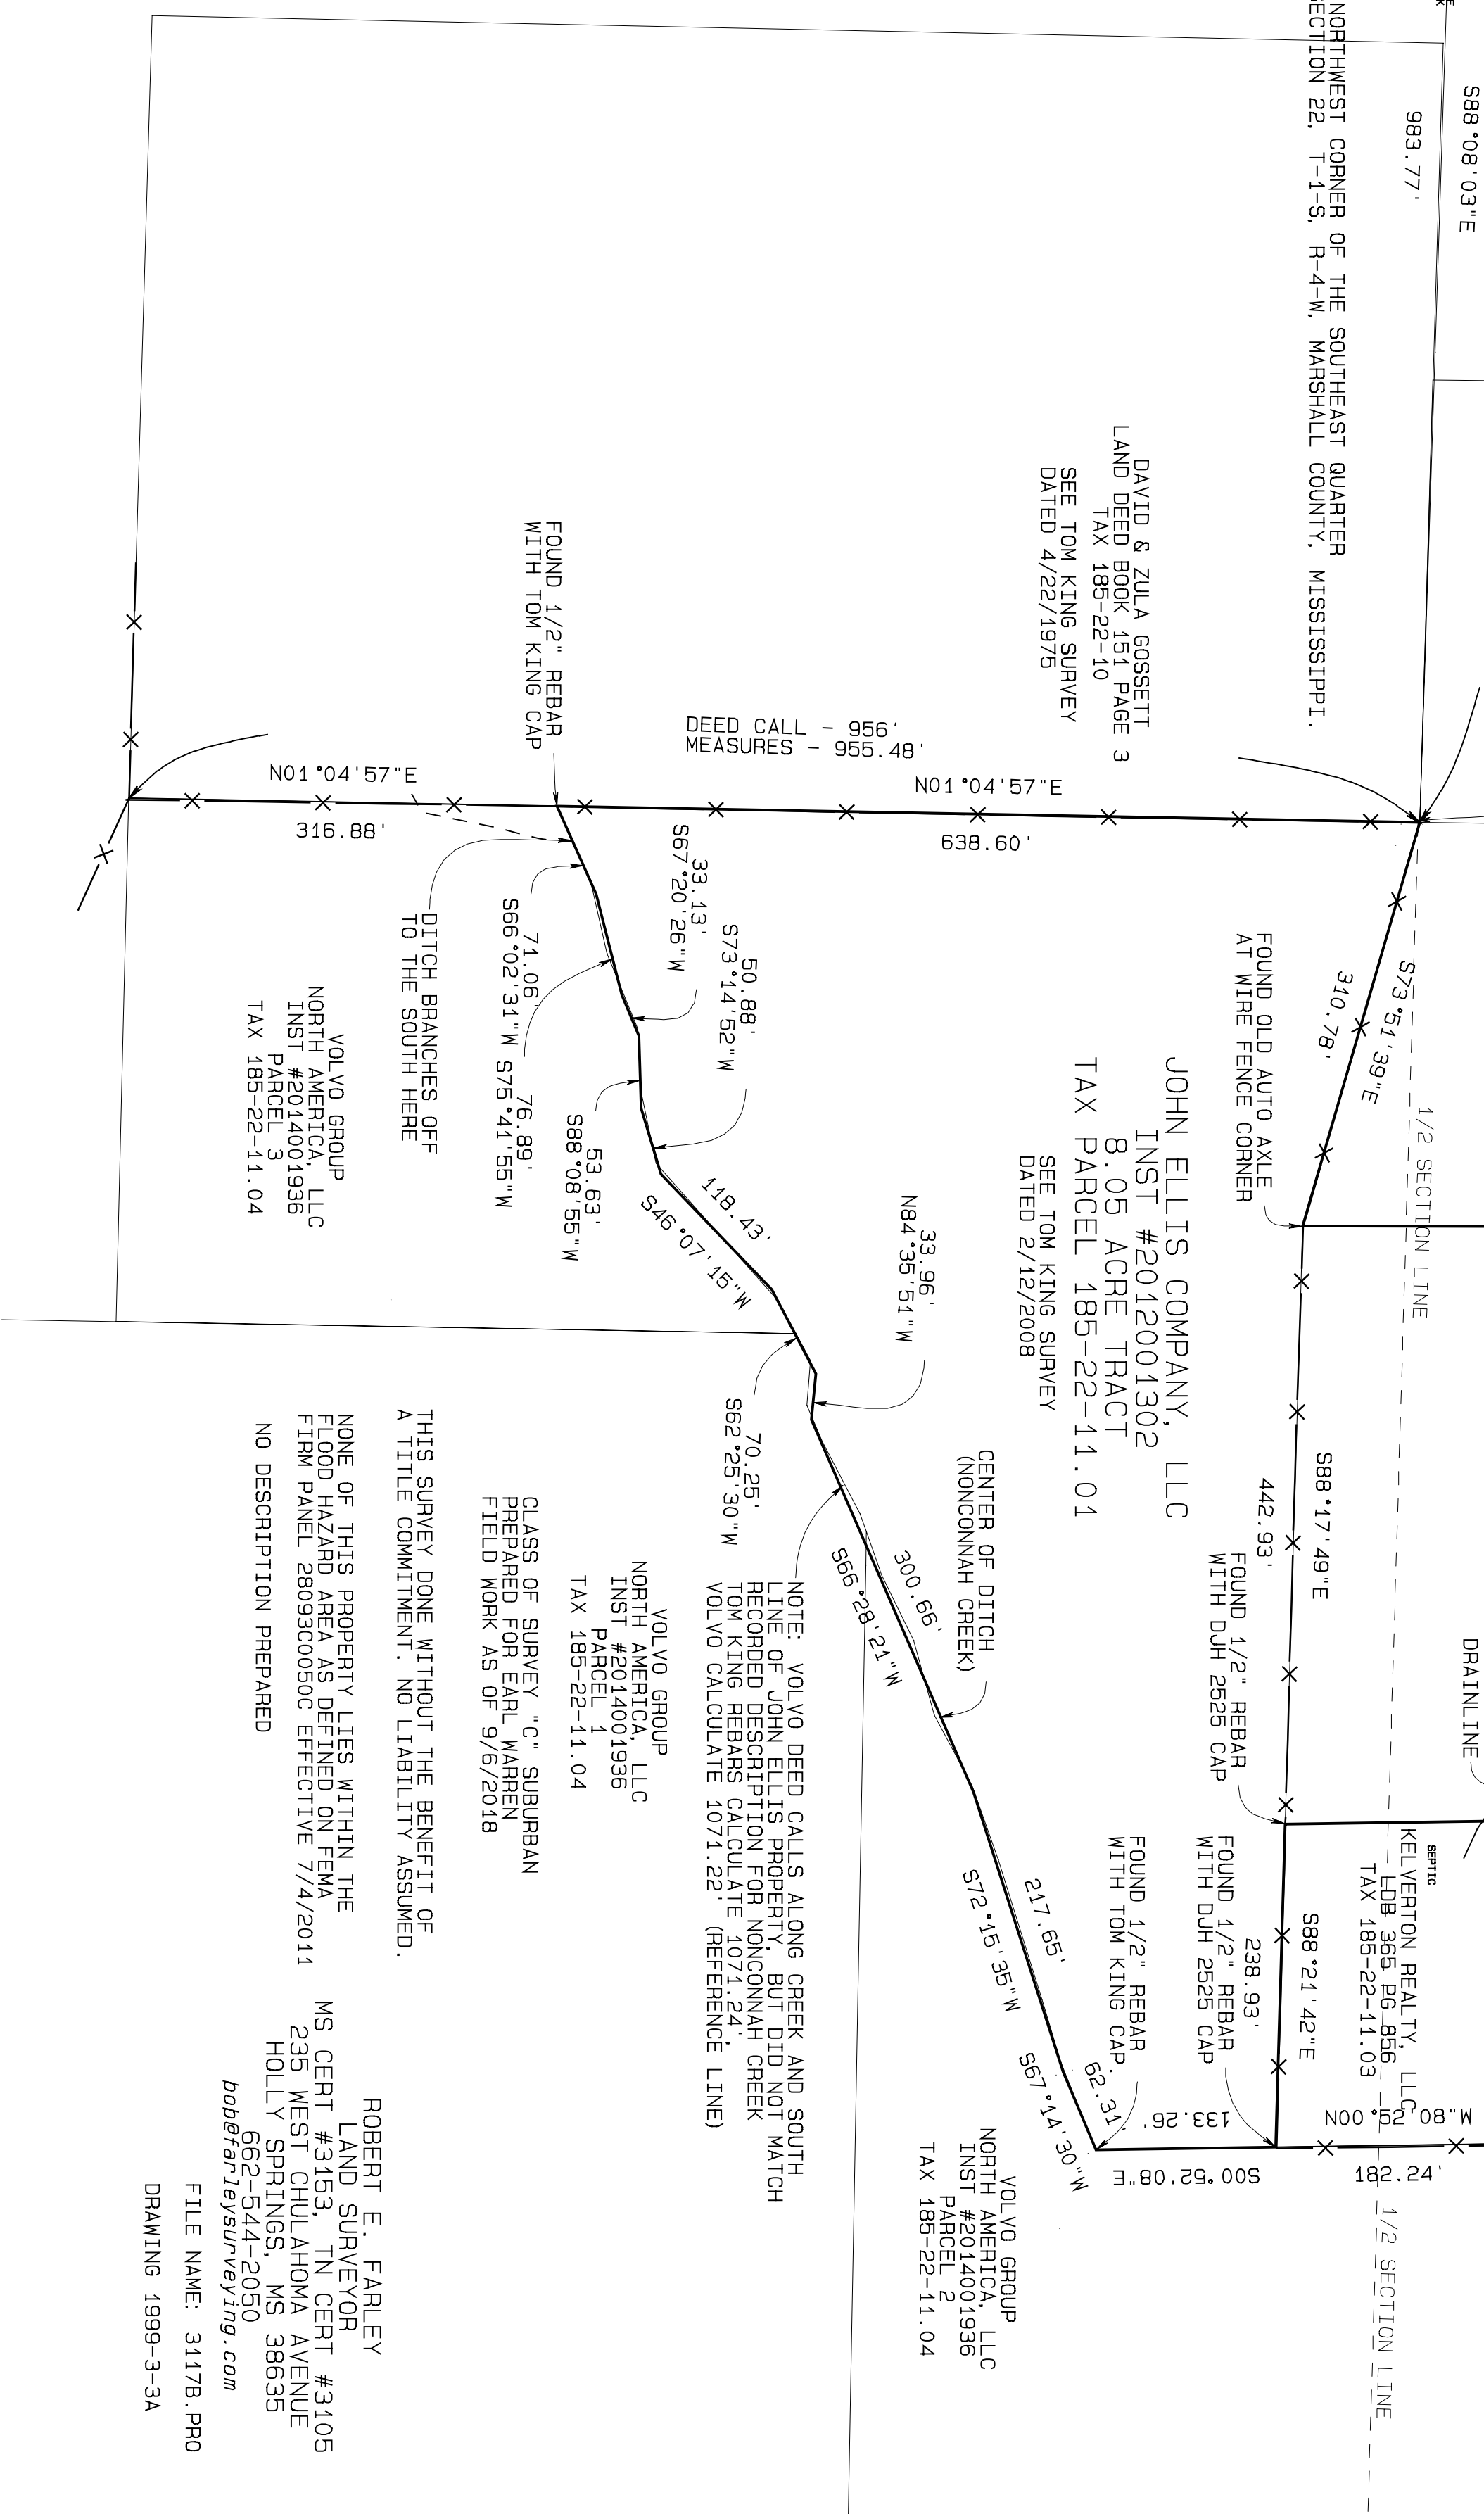 S88°08'03"E
983.77'
NORTHWEST CORNER OF THE SOUTHEAST QUARTER
SECTION 22, T-1-S, R-4-W, MARSHALL COUNTY, MISSISSIPPI.
DAVID & ZULA GOSSETT
LAND DEED BOOK 151 PAGE 3
TAX 185-22-10
SEE TOM KING SURVEY
DATED 4/22/1975
FOUND 1/2" REBAR
WITH TOM KING CAP
DEED CALL - 956'
MEASURES - 955.48'
N01°04'57"E
316.88'
N01°04'57"E
638.60'
S73°51'39"E
310.78'
1/2 SECTION LINE
FOUND OLD AUTO AXLE
AT WIRE FENCE CORNER
JOHN ELLIS COMPANY, LLC
INST #2012001302
8.05 ACRE TRACT
TAX PARCEL 185-22-11.01
SEE TOM KING SURVEY
DATED 2/12/2008
33.13'
S67°20'26"W
50.88'
S73°14'52"W
71.06'
S66°02'31"W
76.89'
S75°41'55"W
53.63'
S88°08'55"W
118.43'
S46°07'15"W
33.96'
N84°35'51"W
70.25'
S62°25'30"W
DITCH BRANCHES OFF
TO THE SOUTH HERE
VOLVO GROUP
NORTH AMERICA, LLC
INST #2014001936
PARCEL 3
TAX 185-22-11.04
S88°17'49"E
442.93'
FOUND 1/2" REBAR
WITH DJH 2525 CAP
DRAINLINE
SEPTIC
KELVERTON REALTY, LLC
LDB 365 PG 856
TAX 185-22-11.03
S88°21'42"E
238.93'
FOUND 1/2" REBAR
WITH DJH 2525 CAP
FOUND 1/2" REBAR
WITH TOM KING CAP.
N00°52'08"W
182.24'
133.26'
S00°52'08"E
1/2 SECTION LINE
CENTER OF DITCH
(NONCONNAH CREEK)
300.66'
S66°28'21"W
217.65'
S72°15'35"W
62.31'
S67°14'30"W
NOTE: VOLVO DEED CALLS ALONG CREEK AND SOUTH
LINE OF JOHN ELLIS PROPERTY, BUT DID NOT MATCH
RECORDED DESCRIPTION FOR NONCONNAH CREEK
TOM KING REBARS CALCULATE 1071.24',
VOLVO CALCULATE 1071.22' (REFERENCE LINE)
VOLVO GROUP
NORTH AMERICA, LLC
INST #2014001936
PARCEL 1
TAX 185-22-11.04
VOLVO GROUP
NORTH AMERICA, LLC
INST #2014001936
PARCEL 2
TAX 185-22-11.04
CLASS OF SURVEY "C" SUBURBAN
PREPARED FOR EARL WARREN
FIELD WORK AS OF 9/6/2018
THIS SURVEY DONE WITHOUT THE BENEFIT OF
A TITLE COMMITMENT. NO LIABILITY ASSUMED.
NONE OF THIS PROPERTY LIES WITHIN THE
FLOOD HAZARD AREA AS DEFINED ON FEMA
FIRM PANEL 28093C0050C EFFECTIVE 7/4/2011
NO DESCRIPTION PREPARED
ROBERT E. FARLEY
LAND SURVEYOR
MS CERT #3153, TN CERT #3105
235 WEST CHULAHOMA AVENUE
HOLLY SPRINGS, MS 38635
662-544-2050
bob@farleysurveying.com
FILE NAME: 3117B.PRO
DRAWING 1999-3-3A